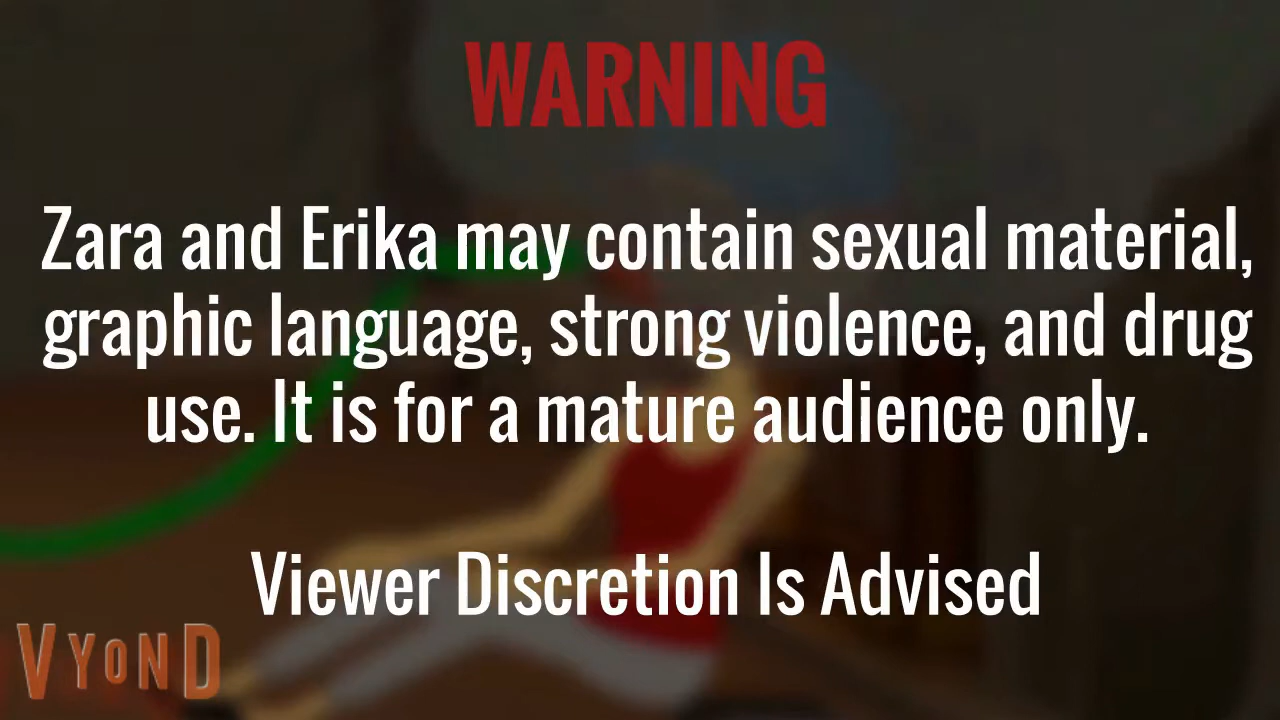 WARNING
Zara and Erika may contain sexual material,
graphic language, strong violence, and drug
use. It is for a mature audience only.
Viewer Discretion Is Advised
VYOND